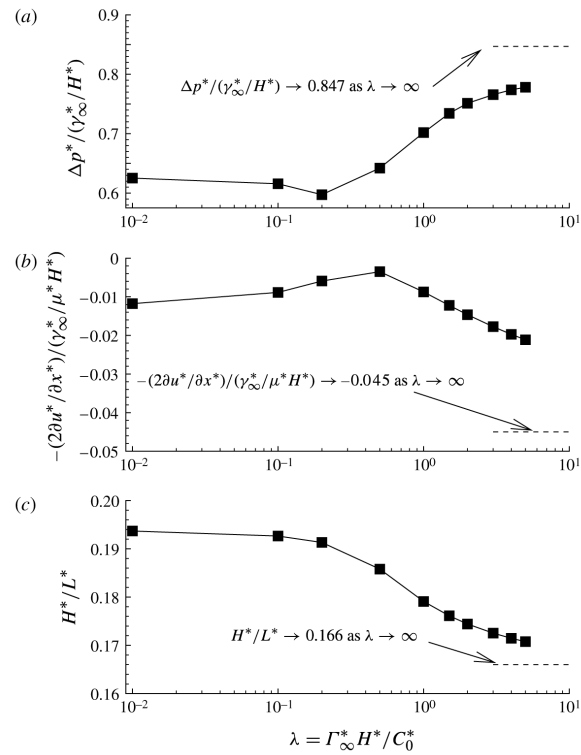 (a)
Δp*/(γ*∞/H*)
0.9
0.8
0.7
0.6
Δp*/(γ*∞/H*) → 0.847 as λ → ∞
10⁻² 10⁻¹ 10⁰ 10¹
(b)
−(2∂u*/∂x*)/(γ*∞/μ*H*)
0
−0.01
−0.02
−0.03
−0.04
−0.05
−(2∂u*/∂x*)/(γ*∞/μ*H*) → −0.045 as λ → ∞
10⁻² 10⁻¹ 10⁰ 10¹
(c)
H*/L*
0.20
0.19
0.18
0.17
0.16
H*/L* → 0.166 as λ → ∞
10⁻² 10⁻¹ 10⁰ 10¹
λ = Γ*∞H*/C*0